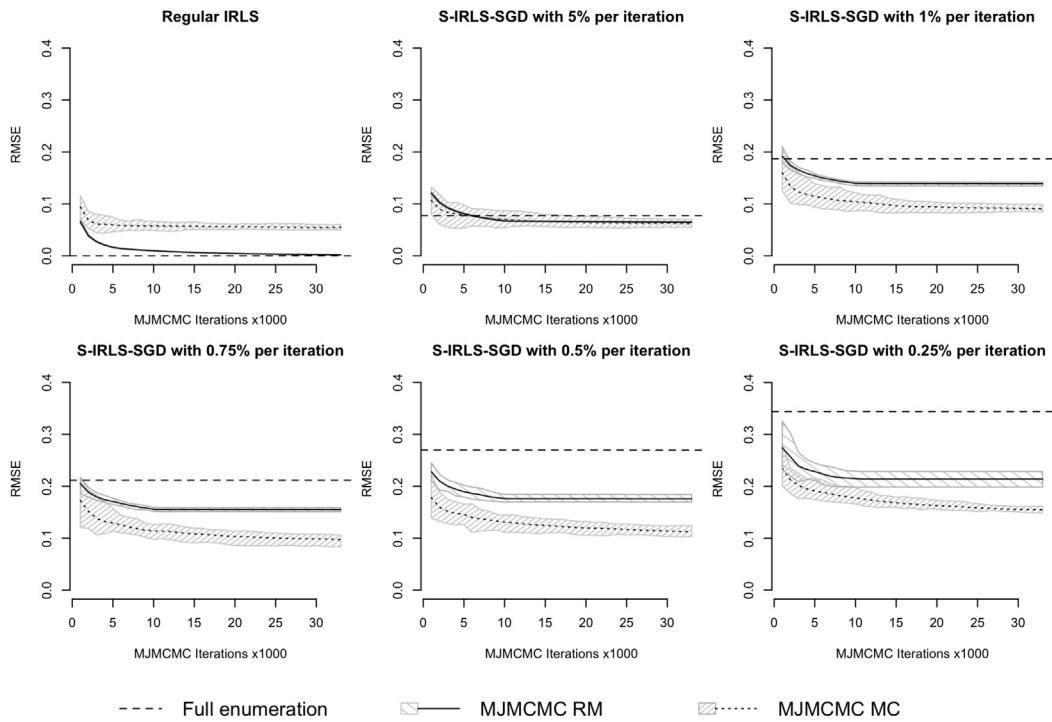 Regular IRLS
S-IRLS-SGD with 5% per iteration
S-IRLS-SGD with 1% per iteration
RMSE
0.0 0.1 0.2 0.3 0.4
0 5 10 15 20 25 30
MJMCMC Iterations x1000
RMSE
0.0 0.1 0.2 0.3 0.4
0 5 10 15 20 25 30
MJMCMC Iterations x1000
RMSE
0.0 0.1 0.2 0.3 0.4
0 5 10 15 20 25 30
MJMCMC Iterations x1000
S-IRLS-SGD with 0.75% per iteration
S-IRLS-SGD with 0.5% per iteration
S-IRLS-SGD with 0.25% per iteration
RMSE
0.0 0.1 0.2 0.3 0.4
0 5 10 15 20 25 30
MJMCMC Iterations x1000
RMSE
0.0 0.1 0.2 0.3 0.4
0 5 10 15 20 25 30
MJMCMC Iterations x1000
RMSE
0.0 0.1 0.2 0.3 0.4
0 5 10 15 20 25 30
MJMCMC Iterations x1000
Full enumeration
MJMCMC RM
MJMCMC MC